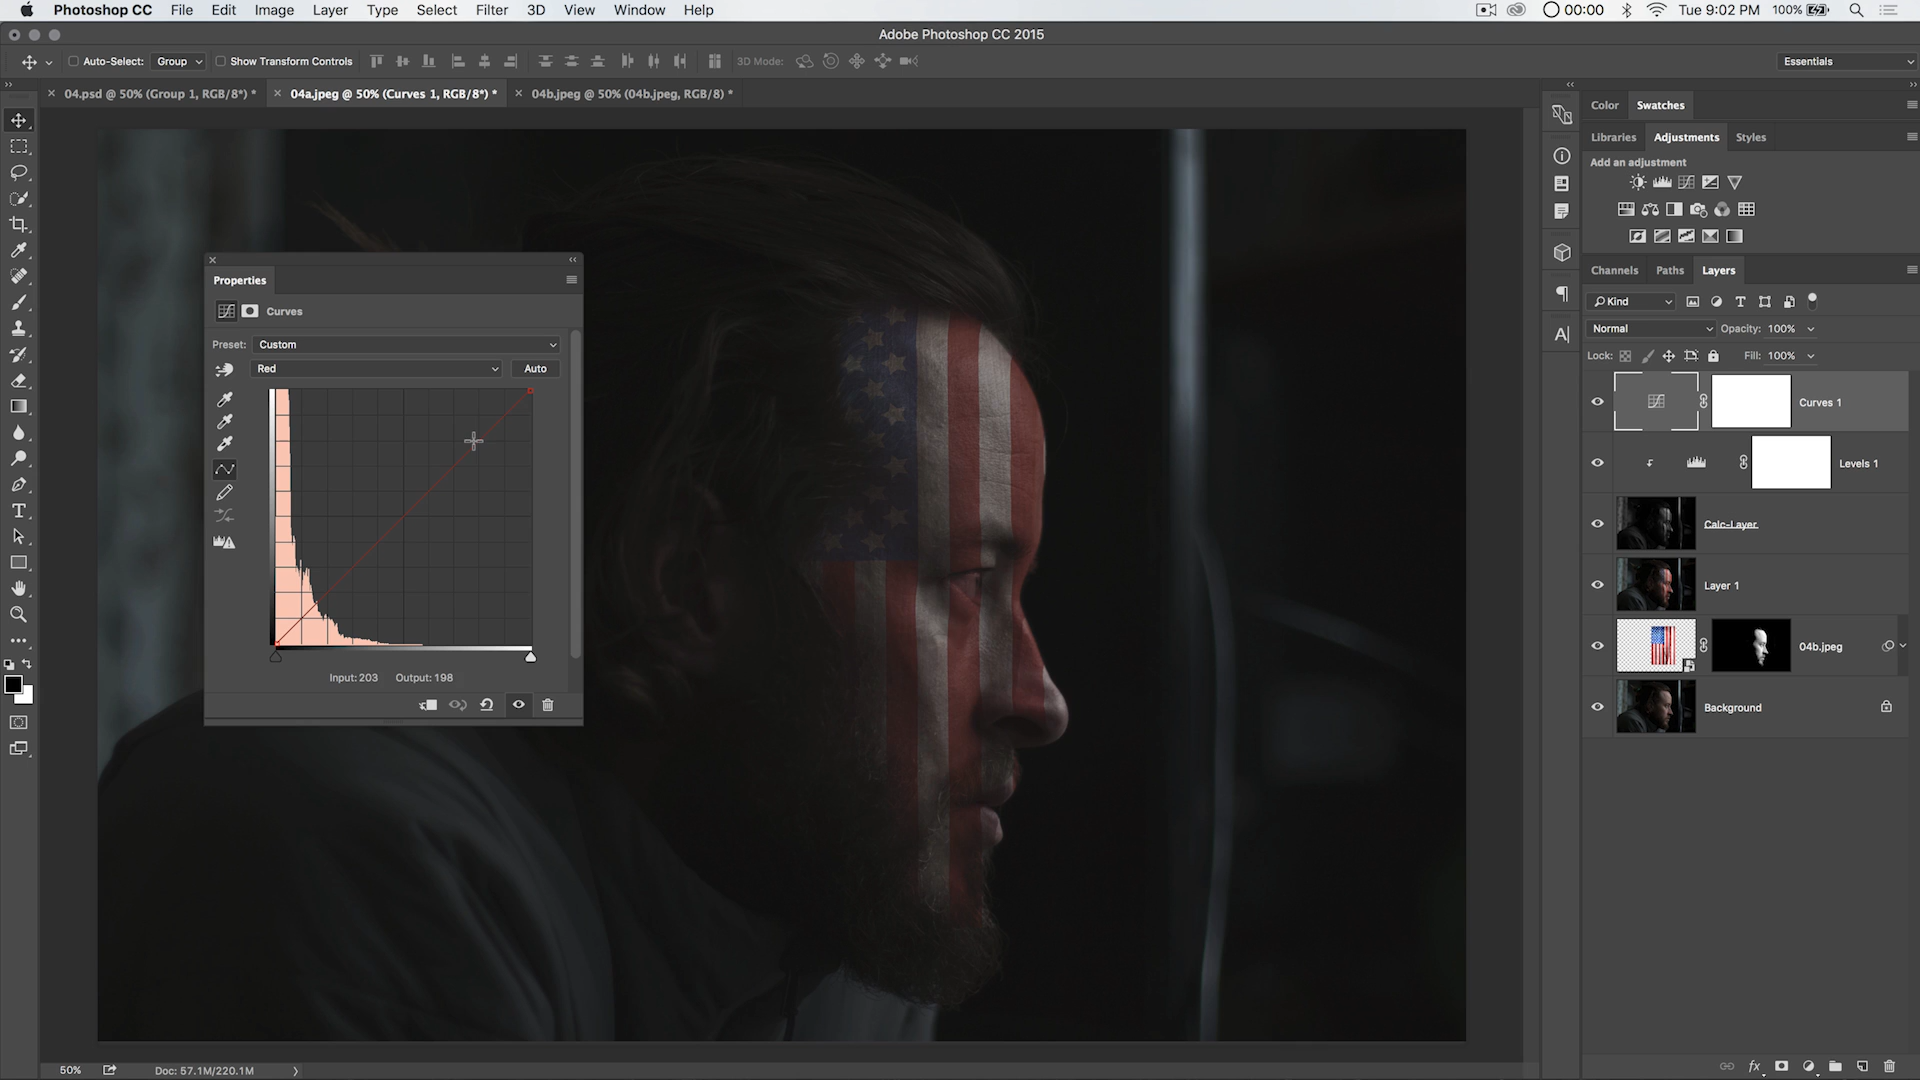 Photoshop CC File Edit Image Layer Type Select Filter 3D View Window Help 00:00 Tue 9:02 PM 100%
Adobe Photoshop CC 2015
Auto-Select: Group Show Transform Controls 3D Mode: Essentials
04.psd @ 50% (Group 1, RGB/8*) * 04a.jpeg @ 50% (Curves 1, RGB/8*) * 04b.jpeg @ 50% (04b.jpeg, RGB/8) *
Color Swatches
Libraries Adjustments Styles
Add an adjustment
Channels Paths Layers
Kind
Normal Opacity: 100%
Lock: Fill: 100%
Curves 1
Levels 1
Calc-Layer
Layer 1
04b.jpeg
Background
Properties
Curves
Preset: Custom
Red Auto
Input: 203 Output: 198
50% Doc: 57.1M/220.1M
fx